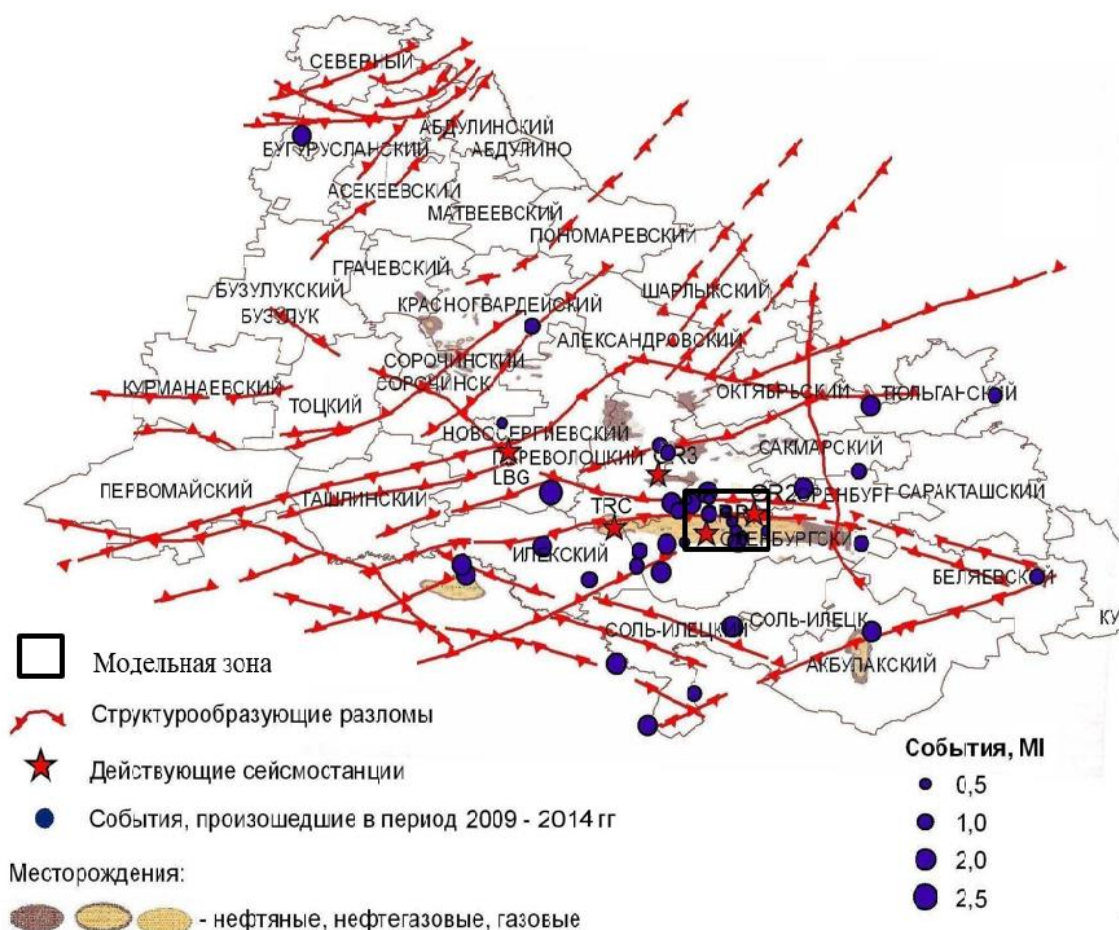 СЕВЕРНЫЙ
АБДУЛИНСКИЙ
БУГУРУСЛАНСКИЙ
АБДУЛИНО
АСЕКЕЕВСКИЙ
МАТВЕЕВСКИЙ
ПОНОМАРЕВСКИЙ
ГРАЧЕВСКИЙ
БУЗУЛУКСКИЙ
ШАРЛЫКСКИЙ
КРАСНОГВАРДЕЙСКИЙ
БУЗУЛУК
АЛЕКСАНДРОВСКИЙ
СОРОЧИНСКИЙ
КУРМАНАЕВСКИЙ
СОРОЧИНСК
ОКТЯБРЬСКИЙ
ТЮЛЬГАНСКИЙ
ТОЦКИЙ
НОВОСЕРГИЕВСКИЙ
САКМАРСКИЙ
ПЕРЕВОЛОЦКИЙ
OR3
LBG
ПЕРВОМАЙСКИЙ
ТАШЛИНСКИЙ
OR2
ОРЕНБУРГ
САРАКТАШСКИЙ
TRC
ИЛЕКСКИЙ
ОРЕНБУРГСКИ
БЕЛЯЕВСКИЙ
СОЛЬ-ИЛЕЦКИЙ
СОЛЬ-ИЛЕЦК
КУ
АКБУЛАКСКИЙ
Модельная зона
Структурообразующие разломы
Действующие сейсмостанции
События, произошедшие в период 2009 - 2014 гг
Месторождения:
- нефтяные, нефтегазовые, газовые
События, Ml
0,5
1,0
2,0
2,5